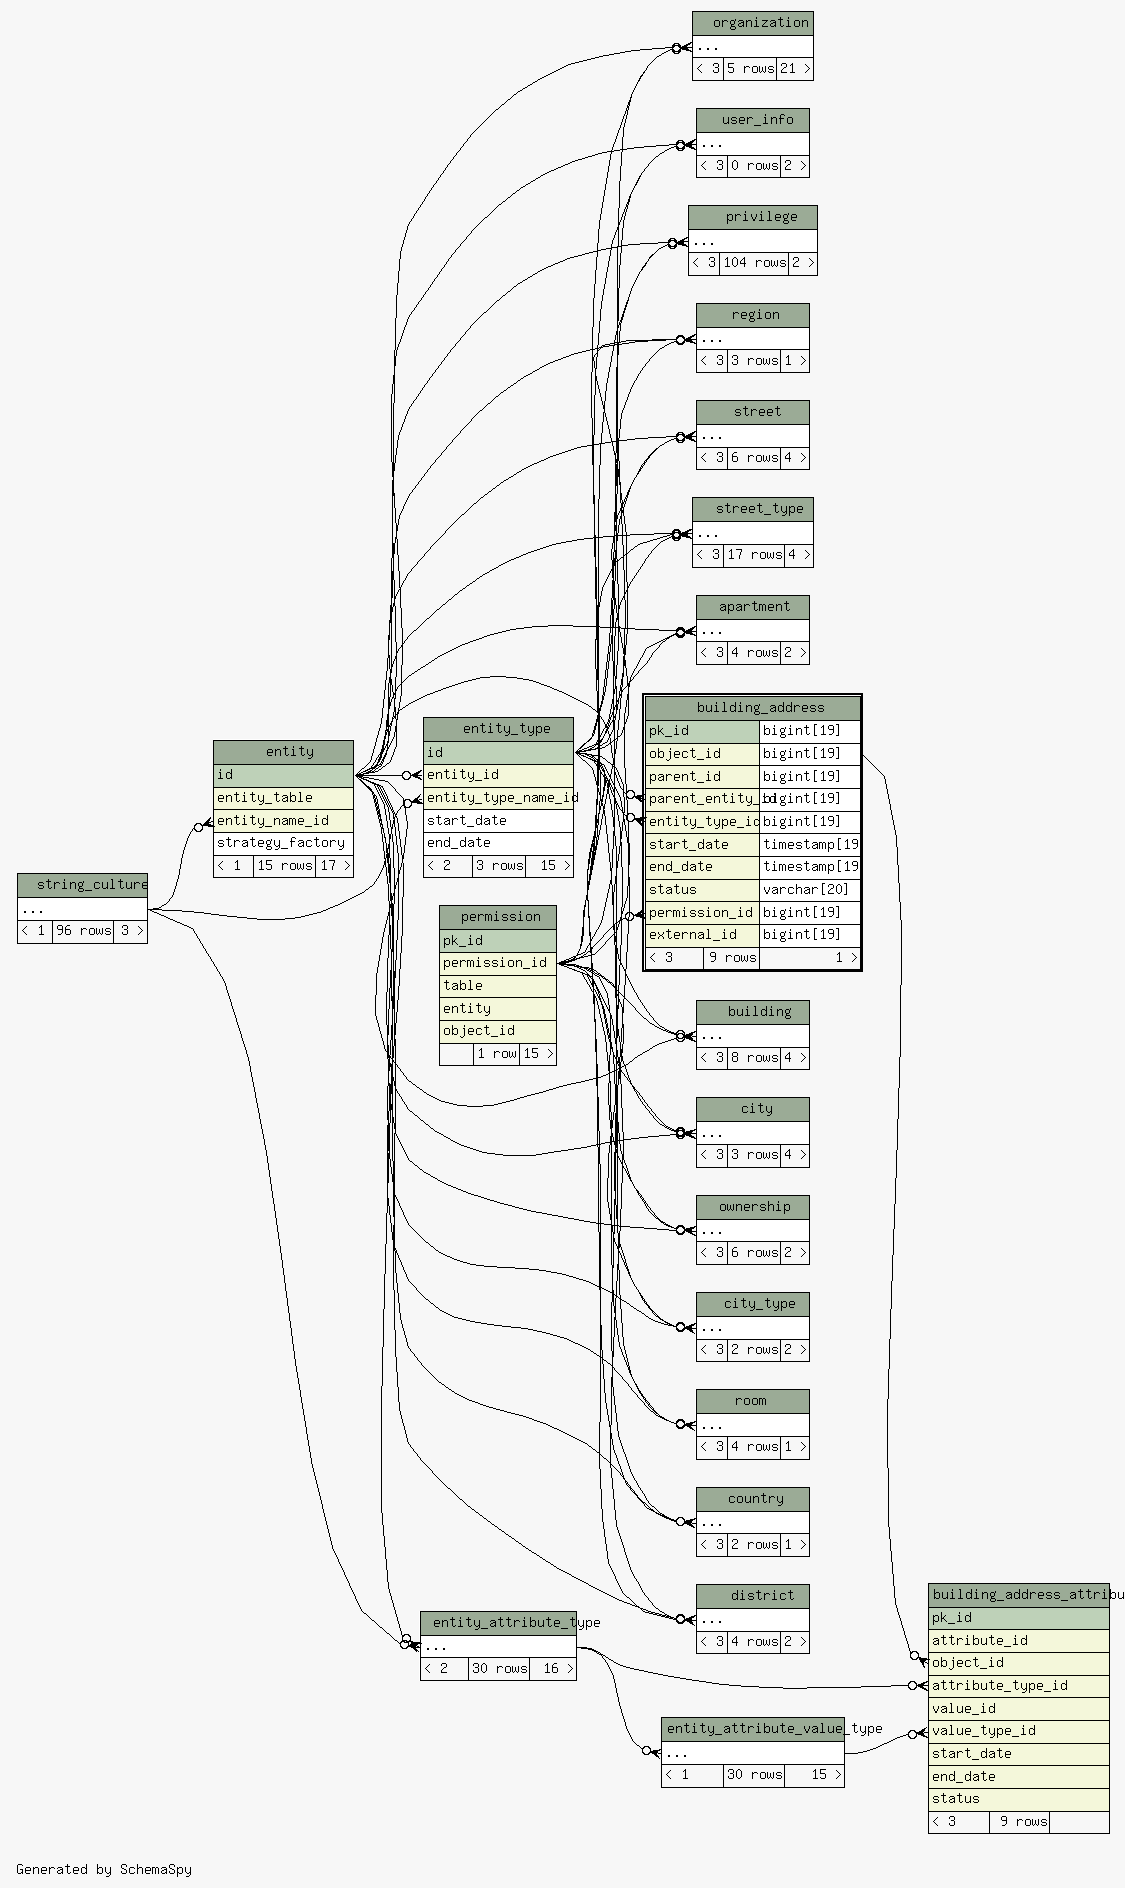 organization
...
< 3 5 rows 21 >
user_info
...
< 3 0 rows 2 >
privilege
...
< 3 104 rows 2 >
region
...
< 3 3 rows 1 >
street
...
< 3 6 rows 4 >
street_type
...
< 3 17 rows 4 >
apartment
...
< 3 4 rows 2 >
building_address
pk_id bigint[19]
object_id bigint[19]
parent_id bigint[19]
parent_entity_id bigint[19]
entity_type_id bigint[19]
start_date timestamp[19
end_date timestamp[19
status varchar[20]
permission_id bigint[19]
external_id bigint[19]
< 3 9 rows 1 >
entity_type
id
entity_id
entity_type_name_id
start_date
end_date
< 2 3 rows 15 >
entity
id
entity_table
entity_name_id
strategy_factory
< 1 15 rows 17 >
string_culture
...
< 1 96 rows 3 >
permission
pk_id
permission_id
table
entity
object_id
1 row 15 >
building
...
< 3 8 rows 4 >
city
...
< 3 3 rows 4 >
ownership
...
< 3 6 rows 2 >
city_type
...
< 3 2 rows 2 >
room
...
< 3 4 rows 1 >
country
...
< 3 2 rows 1 >
district
...
< 3 4 rows 2 >
entity_attribute_type
...
< 2 30 rows 16 >
entity_attribute_value_type
...
< 1 30 rows 15 >
building_address_attribu
pk_id
attribute_id
object_id
attribute_type_id
value_id
value_type_id
start_date
end_date
status
< 3 9 rows
Generated by SchemaSpy